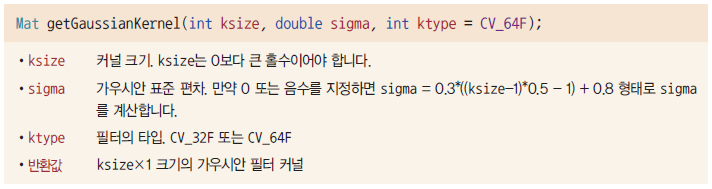 Mat getGaussianKernel(int ksize, double sigma, int ktype = CV_64F);
• ksize 커널 크기. ksize는 0보다 큰 홀수이어야 합니다.
• sigma 가우시안 표준 편차. 만약 0 또는 음수를 지정하면 sigma = 0.3*((ksize-1)*0.5 - 1) + 0.8 형태로 sigma
를 계산합니다.
• ktype 필터의 타입. CV_32F 또는 CV_64F
• 반환값 ksize×1 크기의 가우시안 필터 커널